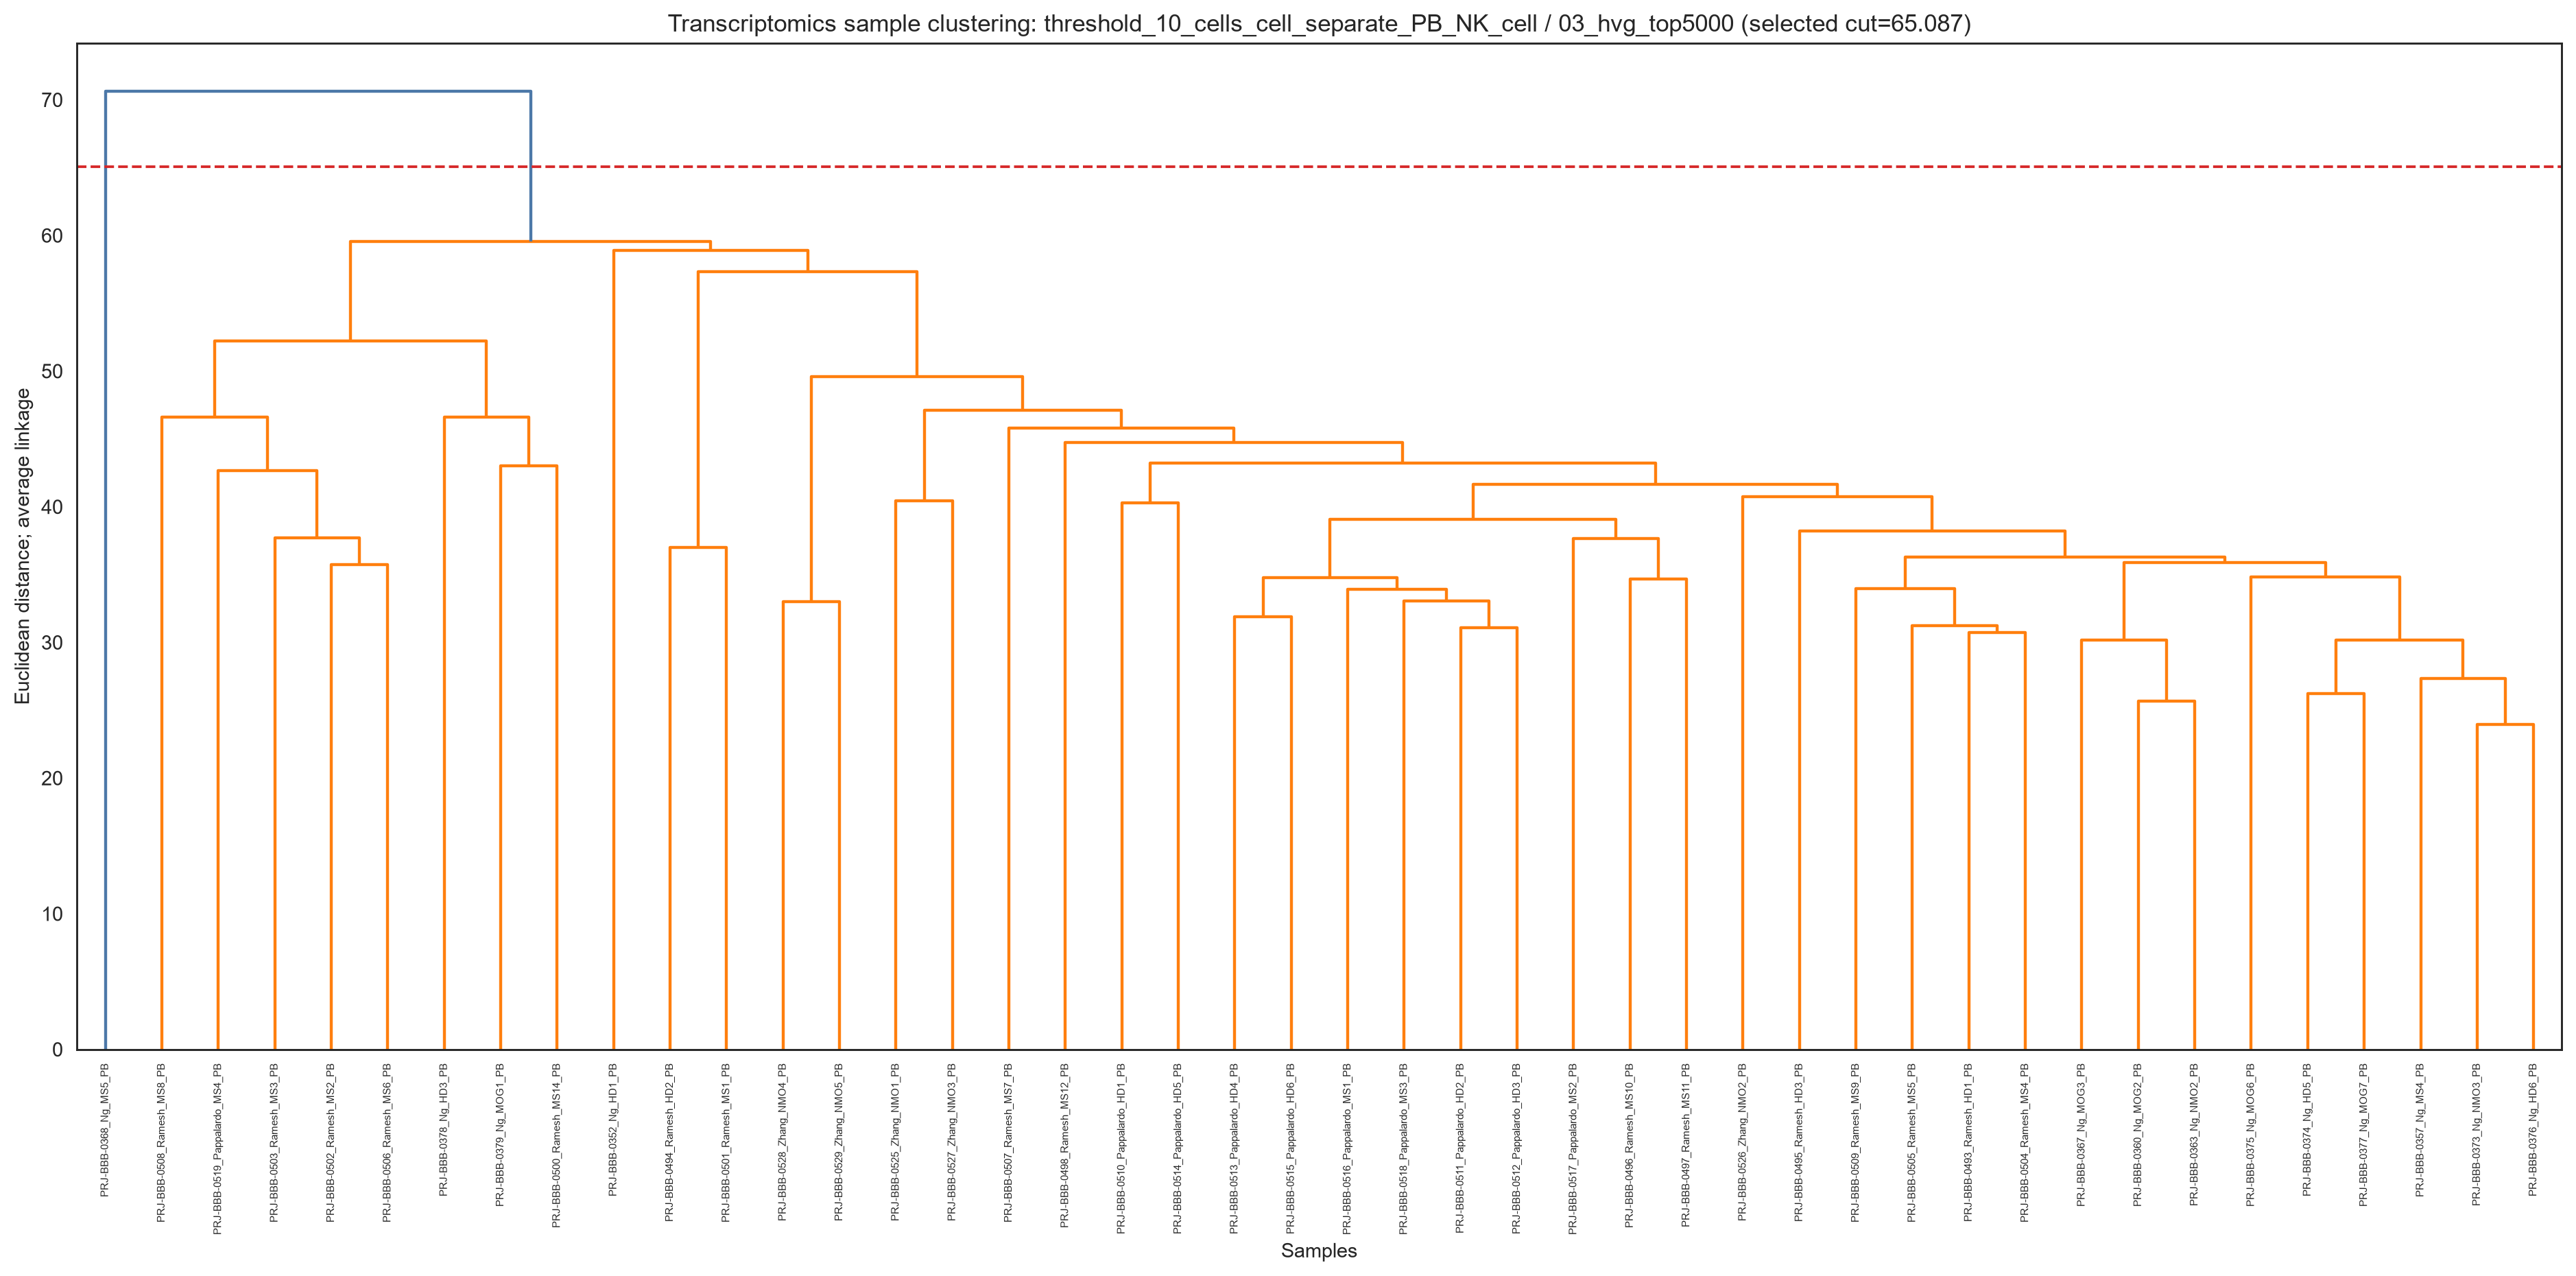 Transcriptomics sample clustering: threshold_10_cells_cell_separate_PB_NK_cell / 03_hvg_top5000 (selected cut=65.087)
Euclidean distance; average linkage
70
60
50
40
30
20
10
0
PRJ-BBB-0368_Ng_MS5_PB
PRJ-BBB-0508_Ramesh_MS8_PB
PRJ-BBB-0519_Pappalardo_MS4_PB
PRJ-BBB-0503_Ramesh_MS3_PB
PRJ-BBB-0502_Ramesh_MS2_PB
PRJ-BBB-0506_Ramesh_MS6_PB
PRJ-BBB-0378_Ng_HD3_PB
PRJ-BBB-0379_Ng_MOG1_PB
PRJ-BBB-0500_Ramesh_MS14_PB
PRJ-BBB-0352_Ng_HD1_PB
PRJ-BBB-0494_Ramesh_HD2_PB
PRJ-BBB-0501_Ramesh_MS1_PB
PRJ-BBB-0528_Zhang_NMO4_PB
PRJ-BBB-0529_Zhang_NMO5_PB
PRJ-BBB-0525_Zhang_NMO1_PB
PRJ-BBB-0527_Zhang_NMO3_PB
PRJ-BBB-0507_Ramesh_MS7_PB
PRJ-BBB-0498_Ramesh_MS12_PB
PRJ-BBB-0510_Pappalardo_HD1_PB
PRJ-BBB-0514_Pappalardo_HD5_PB
PRJ-BBB-0513_Pappalardo_HD4_PB
PRJ-BBB-0515_Pappalardo_HD6_PB
PRJ-BBB-0516_Pappalardo_MS1_PB
PRJ-BBB-0518_Pappalardo_MS3_PB
PRJ-BBB-0511_Pappalardo_HD2_PB
PRJ-BBB-0512_Pappalardo_HD3_PB
PRJ-BBB-0517_Pappalardo_MS2_PB
PRJ-BBB-0496_Ramesh_MS10_PB
PRJ-BBB-0497_Ramesh_MS11_PB
PRJ-BBB-0526_Zhang_NMO2_PB
PRJ-BBB-0495_Ramesh_HD3_PB
PRJ-BBB-0509_Ramesh_MS9_PB
PRJ-BBB-0505_Ramesh_MS5_PB
PRJ-BBB-0493_Ramesh_HD1_PB
PRJ-BBB-0504_Ramesh_MS4_PB
PRJ-BBB-0367_Ng_MOG3_PB
PRJ-BBB-0360_Ng_MOG2_PB
PRJ-BBB-0363_Ng_NMO2_PB
PRJ-BBB-0375_Ng_MOG6_PB
PRJ-BBB-0374_Ng_HD5_PB
PRJ-BBB-0377_Ng_MOG7_PB
PRJ-BBB-0357_Ng_MS4_PB
PRJ-BBB-0373_Ng_NMO3_PB
PRJ-BBB-0376_Ng_HD6_PB
Samples